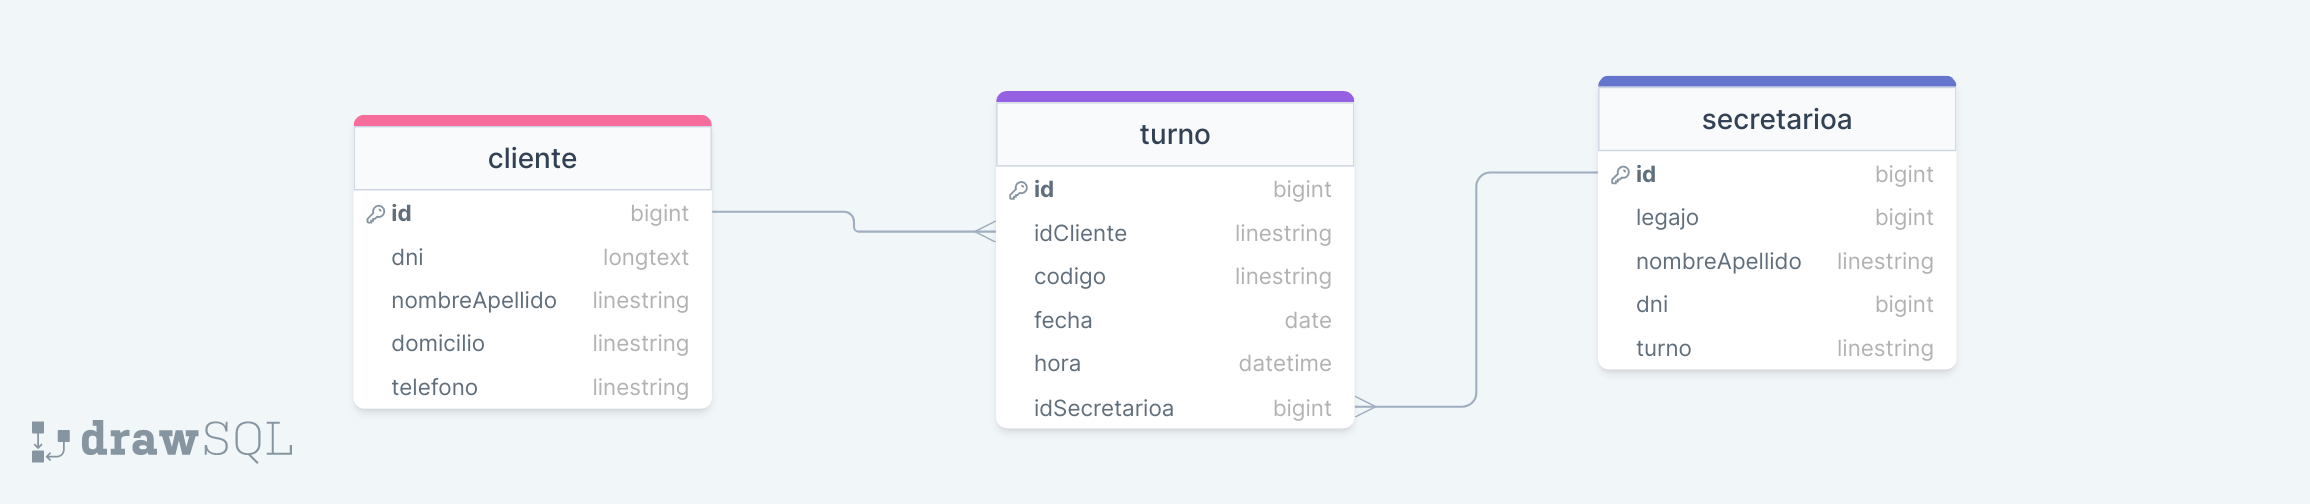 cliente
id bigint
dni longtext
nombreApellido linestring
domicilio linestring
telefono linestring
turno
id bigint
idCliente linestring
codigo linestring
fecha date
hora datetime
idSecretarioa bigint
secretarioa
id bigint
legajo bigint
nombreApellido linestring
dni bigint
turno linestring
drawSQL